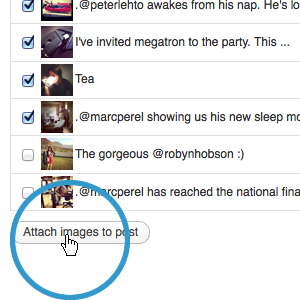 .@peterlehto awakes from his nap. He's lo
I've invited megatron to the party. This ...
Tea
.@marcperel showing us his new sleep mo
The gorgeous @robynhobson :)
.@marcperel has reached the national fina
Attach images to post